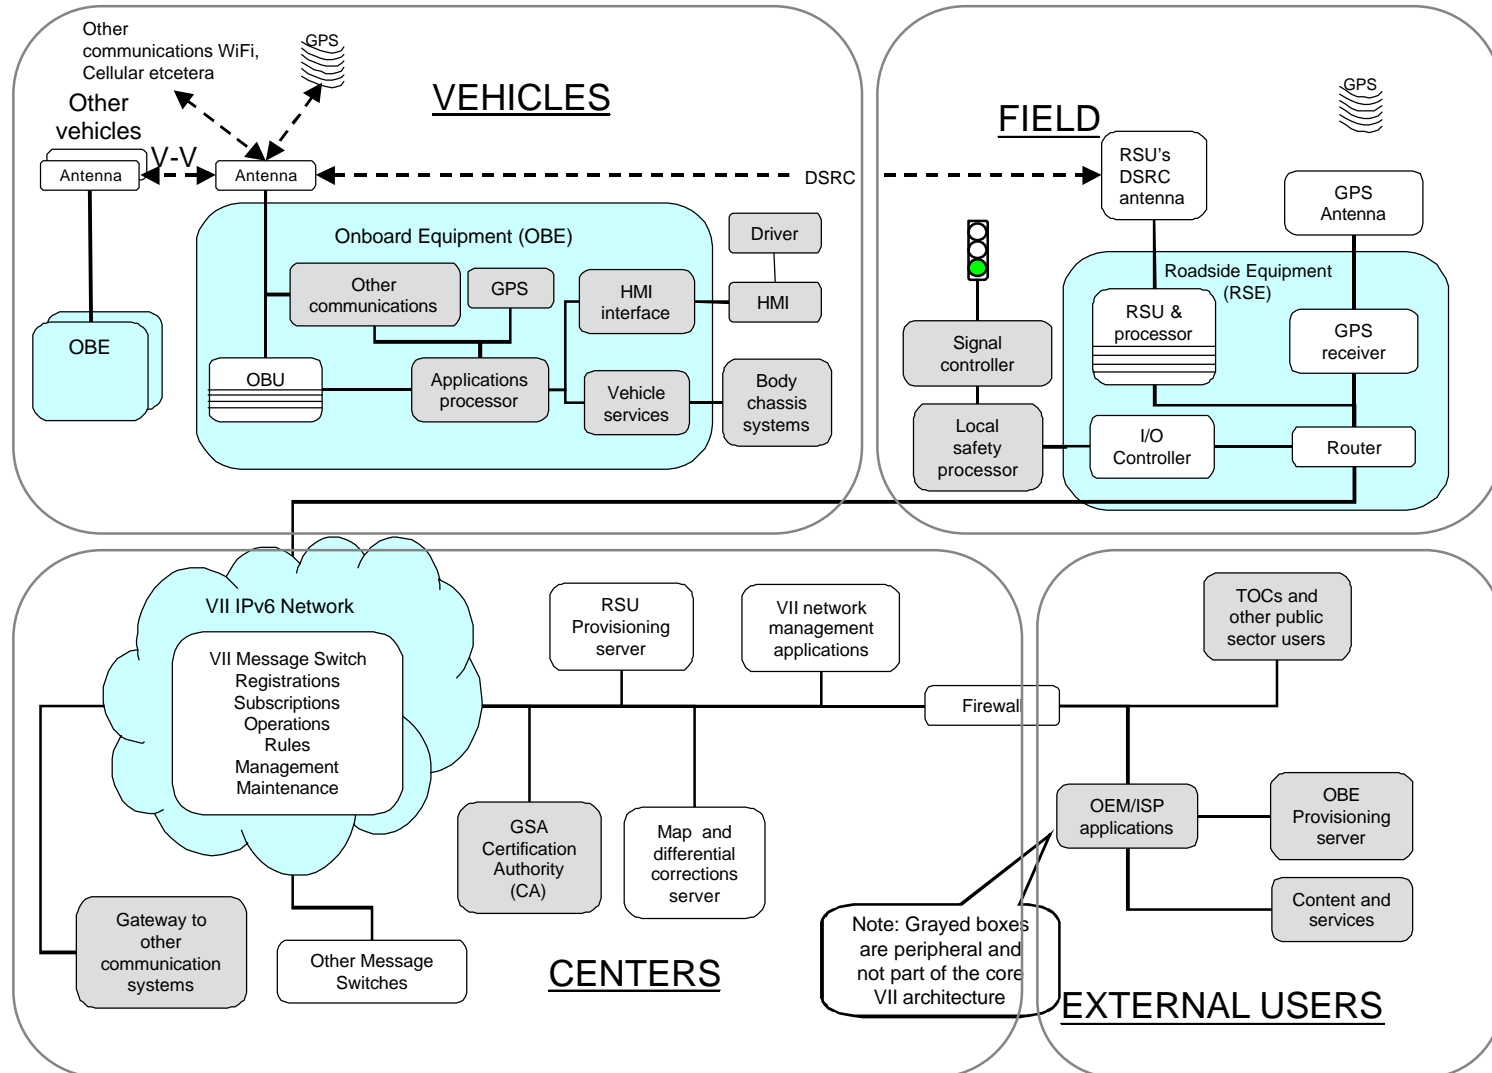 Other
communications WiFi,
Cellular etcetera
GPS
VEHICLES
Other
vehicles
V-V
Antenna
Antenna
DSRC
Onboard Equipment (OBE)
Other
communications
GPS
HMI
interface
Driver
HMI
OBE
OBU
Applications
processor
Vehicle
services
Body
chassis
systems
FIELD
GPS
RSU's
DSRC
antenna
GPS
Antenna
Roadside Equipment
(RSE)
RSU &
processor
GPS
receiver
Signal
controller
Local
safety
processor
I/O
Controller
Router
VII IPv6 Network
VII Message Switch
Registrations
Subscriptions
Operations
Rules
Management
Maintenance
RSU
Provisioning
server
VII network
management
applications
Firewall
GSA
Certification
Authority
(CA)
Map and
differential
corrections
server
Gateway to
other
communication
systems
Other Message
Switches
CENTERS
Note: Grayed boxes
are peripheral and
not part of the core
VII architecture
TOCs and
other public
sector users
OEM/ISP
applications
OBE
Provisioning
server
Content and
services
EXTERNAL USERS